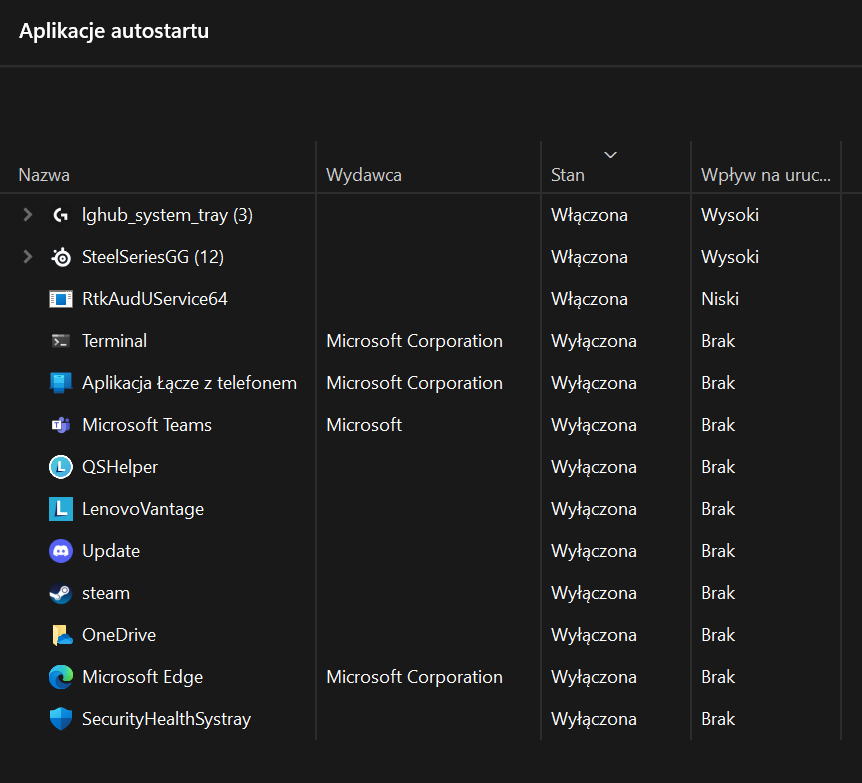 Aplikacje autostartu
Nazwa Wydawca Stan Wpływ na uruc...
lghub_system_tray (3) Włączona Wysoki
SteelSeriesGG (12) Włączona Wysoki
RtkAudUService64 Włączona Niski
Terminal Microsoft Corporation Wyłączona Brak
Aplikacja Łącze z telefonem Microsoft Corporation Wyłączona Brak
Microsoft Teams Microsoft Wyłączona Brak
QSHelper Wyłączona Brak
LenovoVantage Wyłączona Brak
Update Wyłączona Brak
steam Wyłączona Brak
OneDrive Wyłączona Brak
Microsoft Edge Microsoft Corporation Wyłączona Brak
SecurityHealthSystray Wyłączona Brak